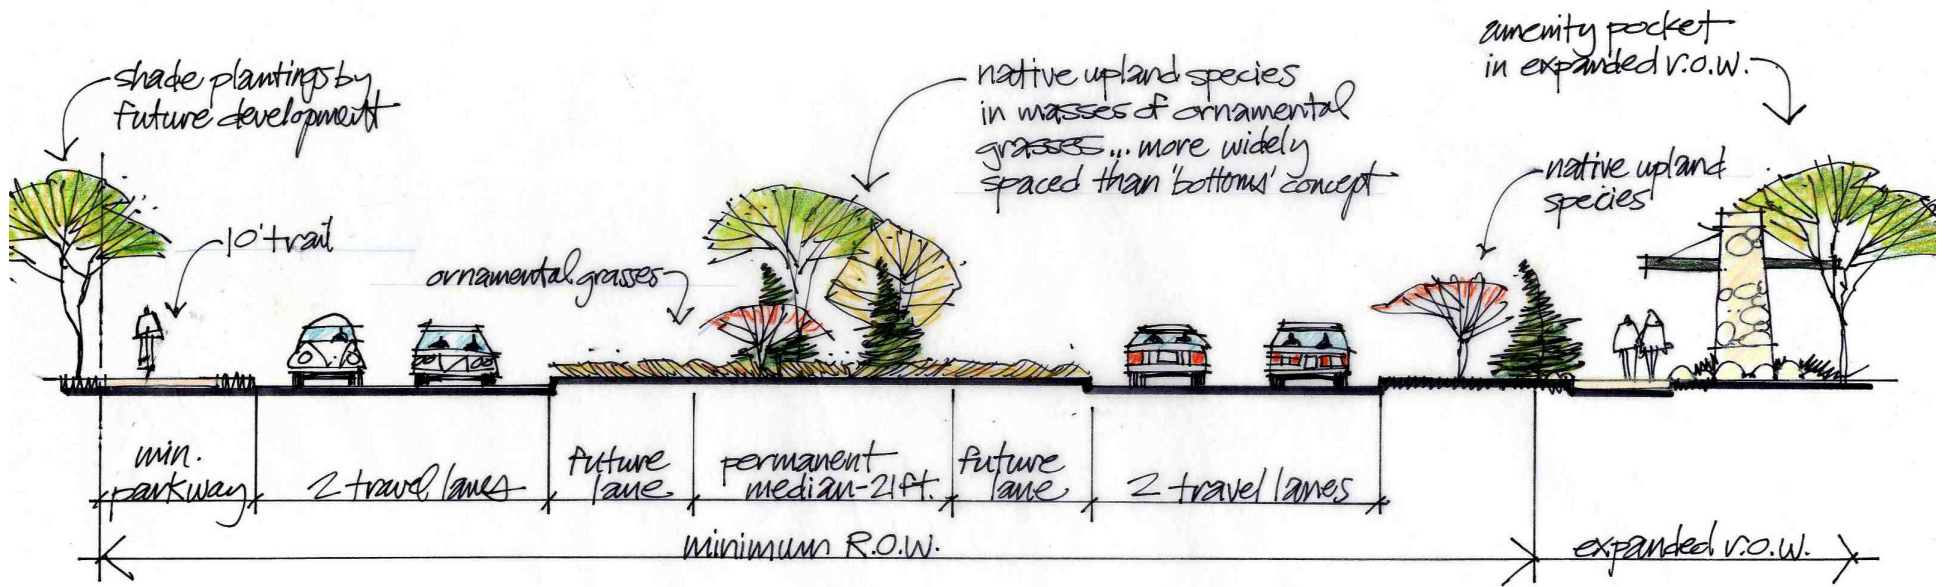 shade plantings by
future development
10' trail
ornamental grasses
native upland species
in masses of ornamental
grasses... more widely
spaced than 'bottoms' concept
amenity pocket
in expanded r.o.w.
native upland
species
min.
parkway
2 travel lanes
future
lane
permanent
median-21ft.
future
lane
2 travel lanes
minimum R.O.W.
expanded r.o.w.